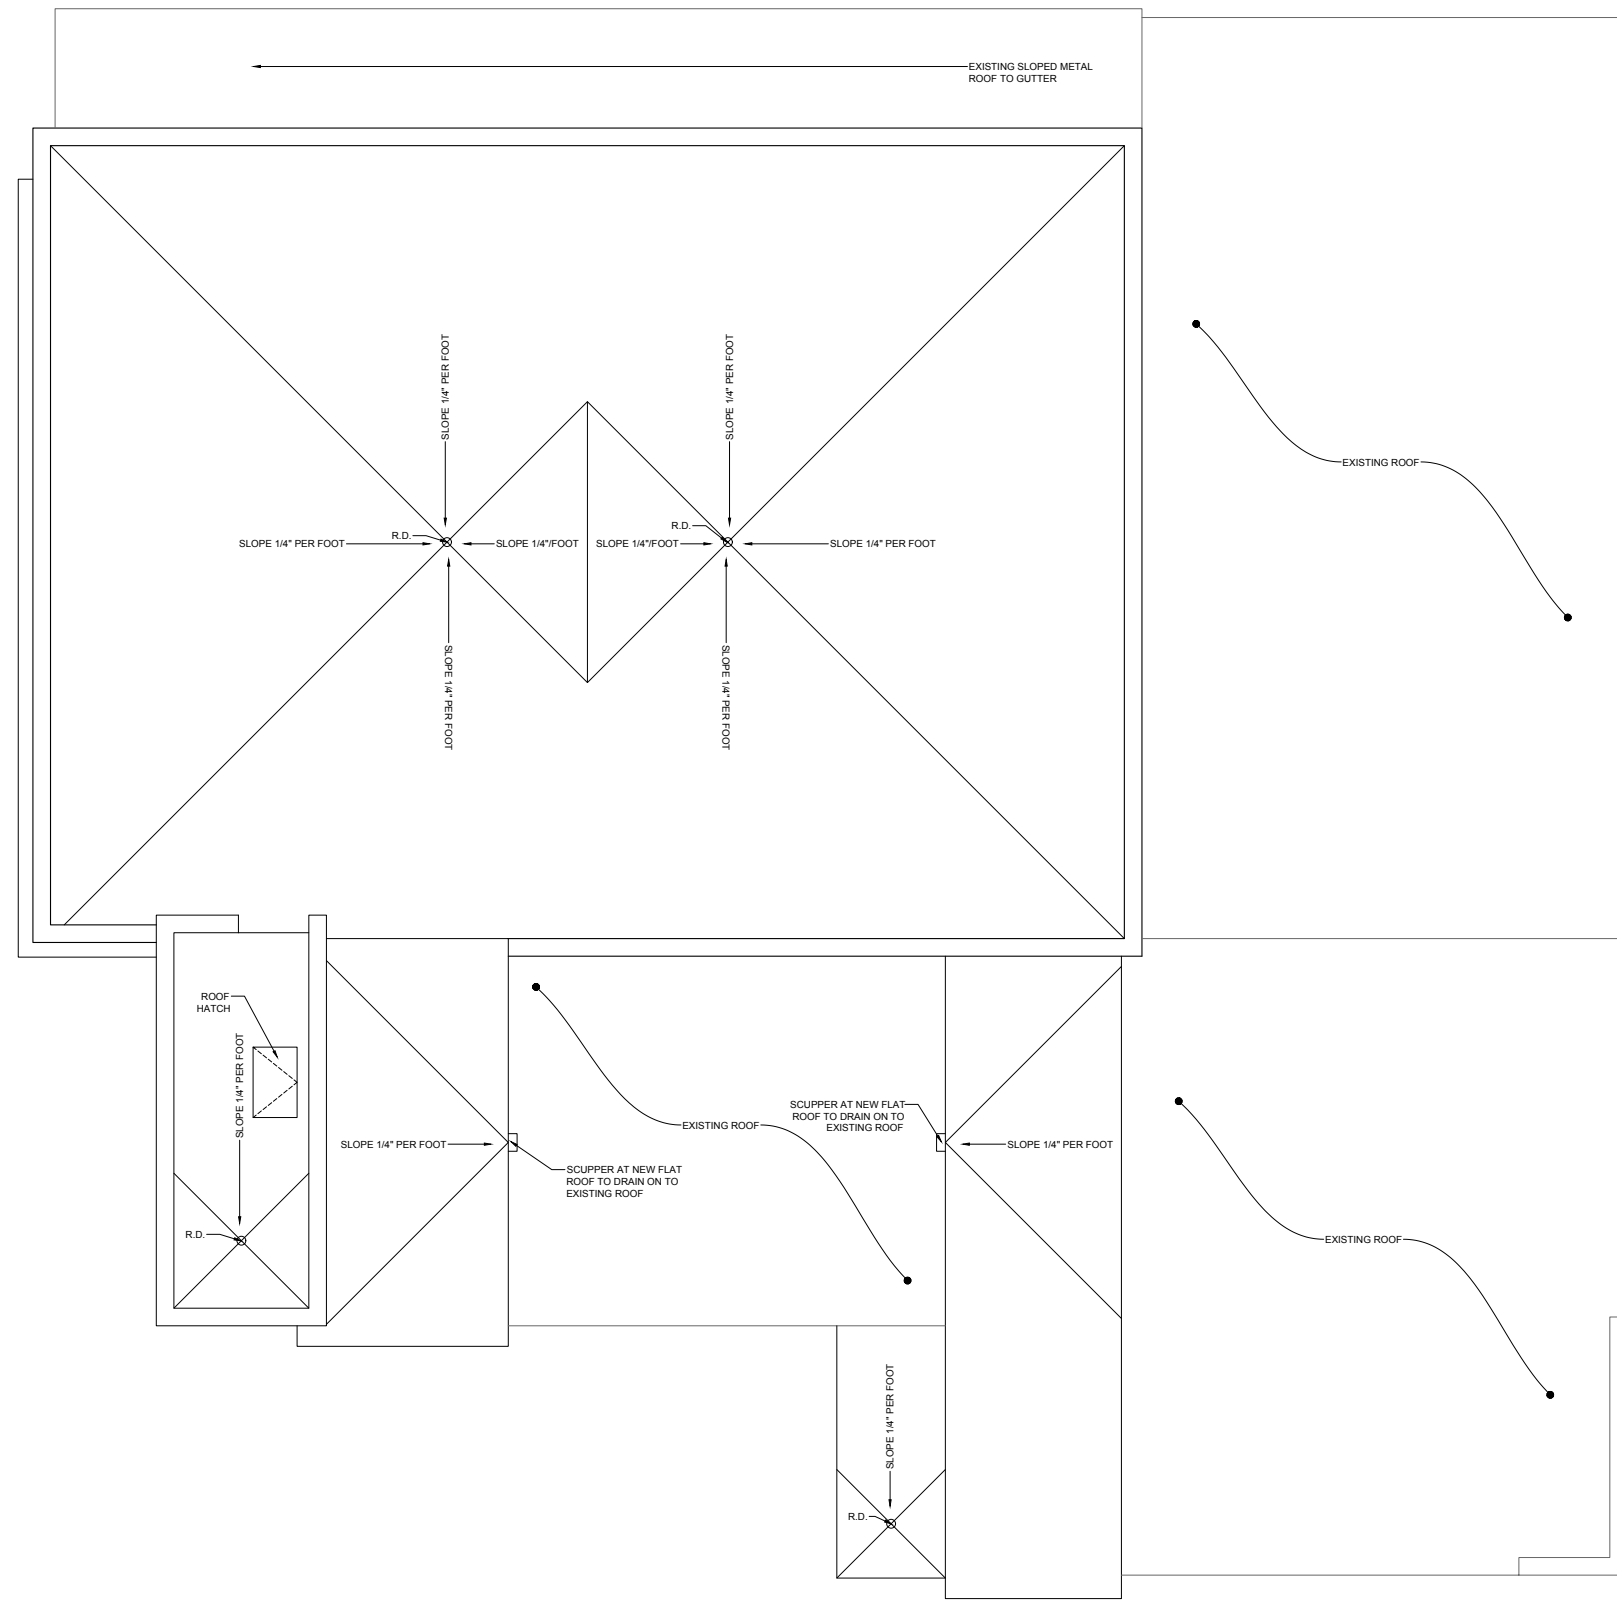 EXISTING SLOPED METAL
ROOF TO GUTTER
SLOPE 1/4" PER FOOT
SLOPE 1/4" PER FOOT
R.D.
R.D.
SLOPE 1/4" PER FOOT
SLOPE 1/4"/FOOT
SLOPE 1/4"/FOOT
SLOPE 1/4" PER FOOT
SLOPE 1/4" PER FOOT
SLOPE 1/4" PER FOOT
EXISTING ROOF
ROOF
HATCH
SLOPE 1/4" PER FOOT
R.D.
SLOPE 1/4" PER FOOT
SCUPPER AT NEW FLAT
ROOF TO DRAIN ON TO
EXISTING ROOF
EXISTING ROOF
SCUPPER AT NEW FLAT
ROOF TO DRAIN ON TO
EXISTING ROOF
SLOPE 1/4" PER FOOT
EXISTING ROOF
SLOPE 1/4" PER FOOT
R.D.